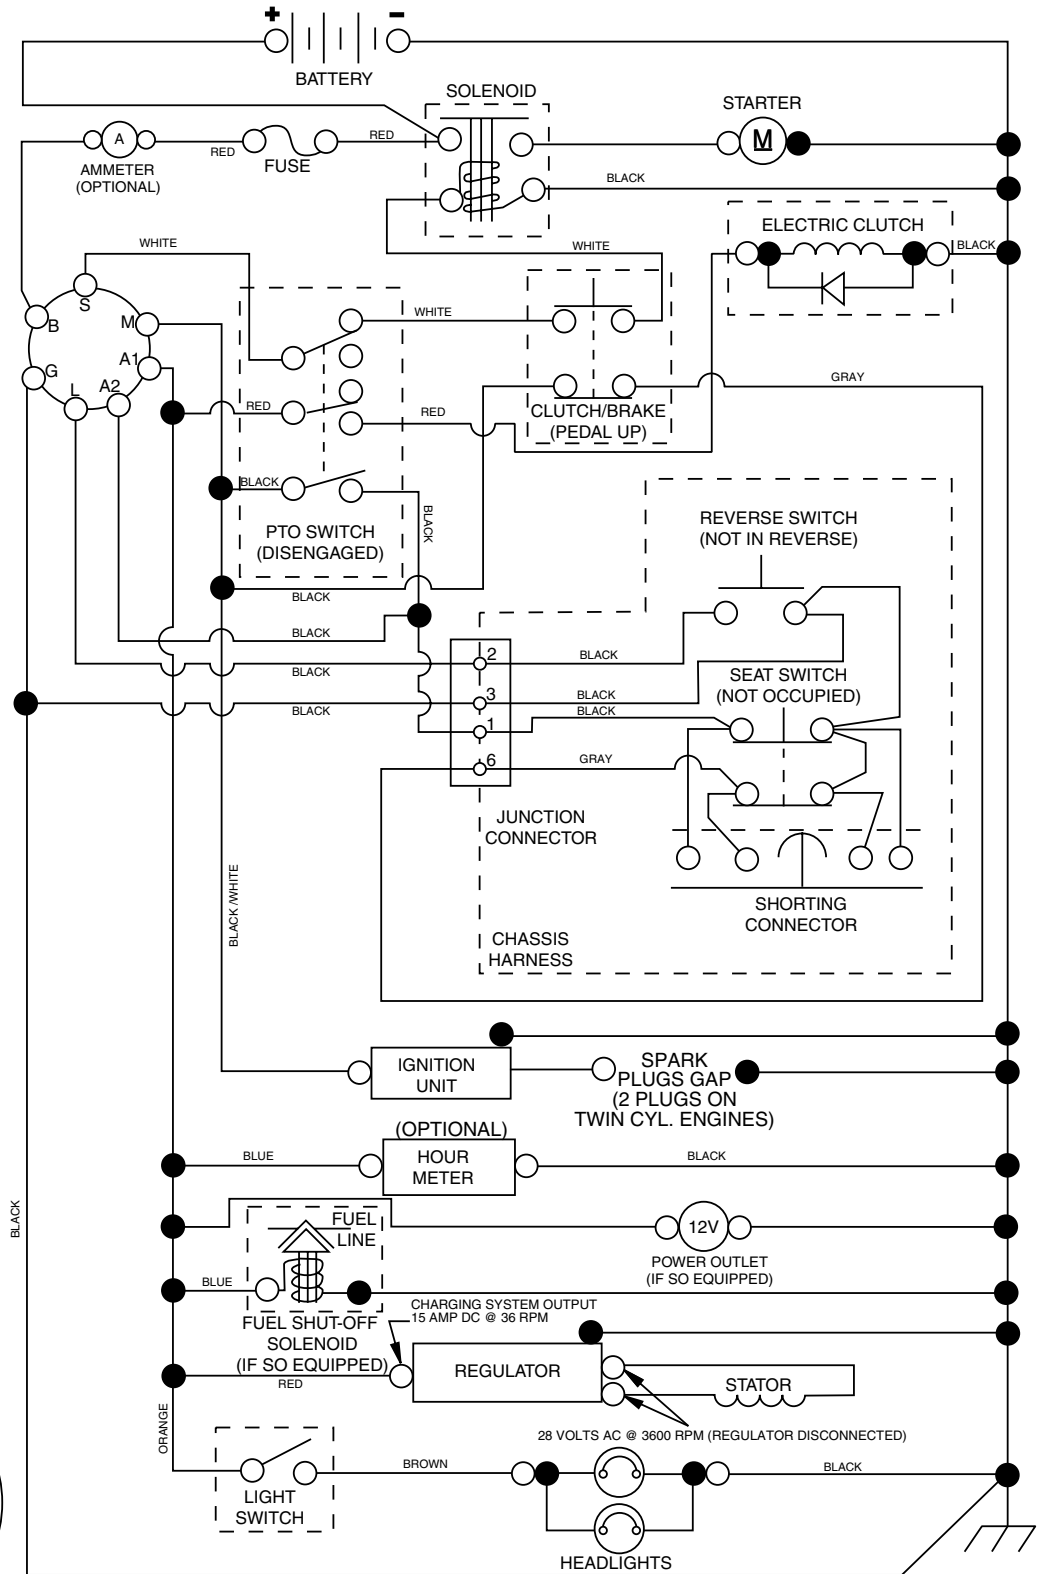 + -
BATTERY
SOLENOID
STARTER
A
RED
FUSE
RED
M
AMMETER
(OPTIONAL)
BLACK
WHITE
WHITE
ELECTRIC CLUTCH
BLACK
S
B
M
WHITE
A1
G
L
A2
RED
RED
GRAY
CLUTCH/BRAKE
(PEDAL UP)
BLACK
BLACK
PTO SWITCH
(DISENGAGED)
REVERSE SWITCH
(NOT IN REVERSE)
BLACK
BLACK
2
BLACK
BLACK
SEAT SWITCH
(NOT OCCUPIED)
3
BLACK
BLACK
BLACK
1
6
GRAY
JUNCTION
CONNECTOR
BLACK /WHITE
SHORTING
CONNECTOR
CHASSIS
HARNESS
IGNITION
UNIT
SPARK
PLUGS GAP
(2 PLUGS ON
TWIN CYL. ENGINES)
(OPTIONAL)
HOUR
METER
BLUE
BLACK
BLACK
FUEL
LINE
12V
POWER OUTLET
(IF SO EQUIPPED)
BLUE
FUEL SHUT-OFF
SOLENOID
(IF SO EQUIPPED)
CHARGING SYSTEM OUTPUT
15 AMP DC @ 36 RPM
REGULATOR
RED
STATOR
ORANGE
28 VOLTS AC @ 3600 RPM (REGULATOR DISCONNECTED)
BROWN
BLACK
LIGHT
SWITCH
HEADLIGHTS